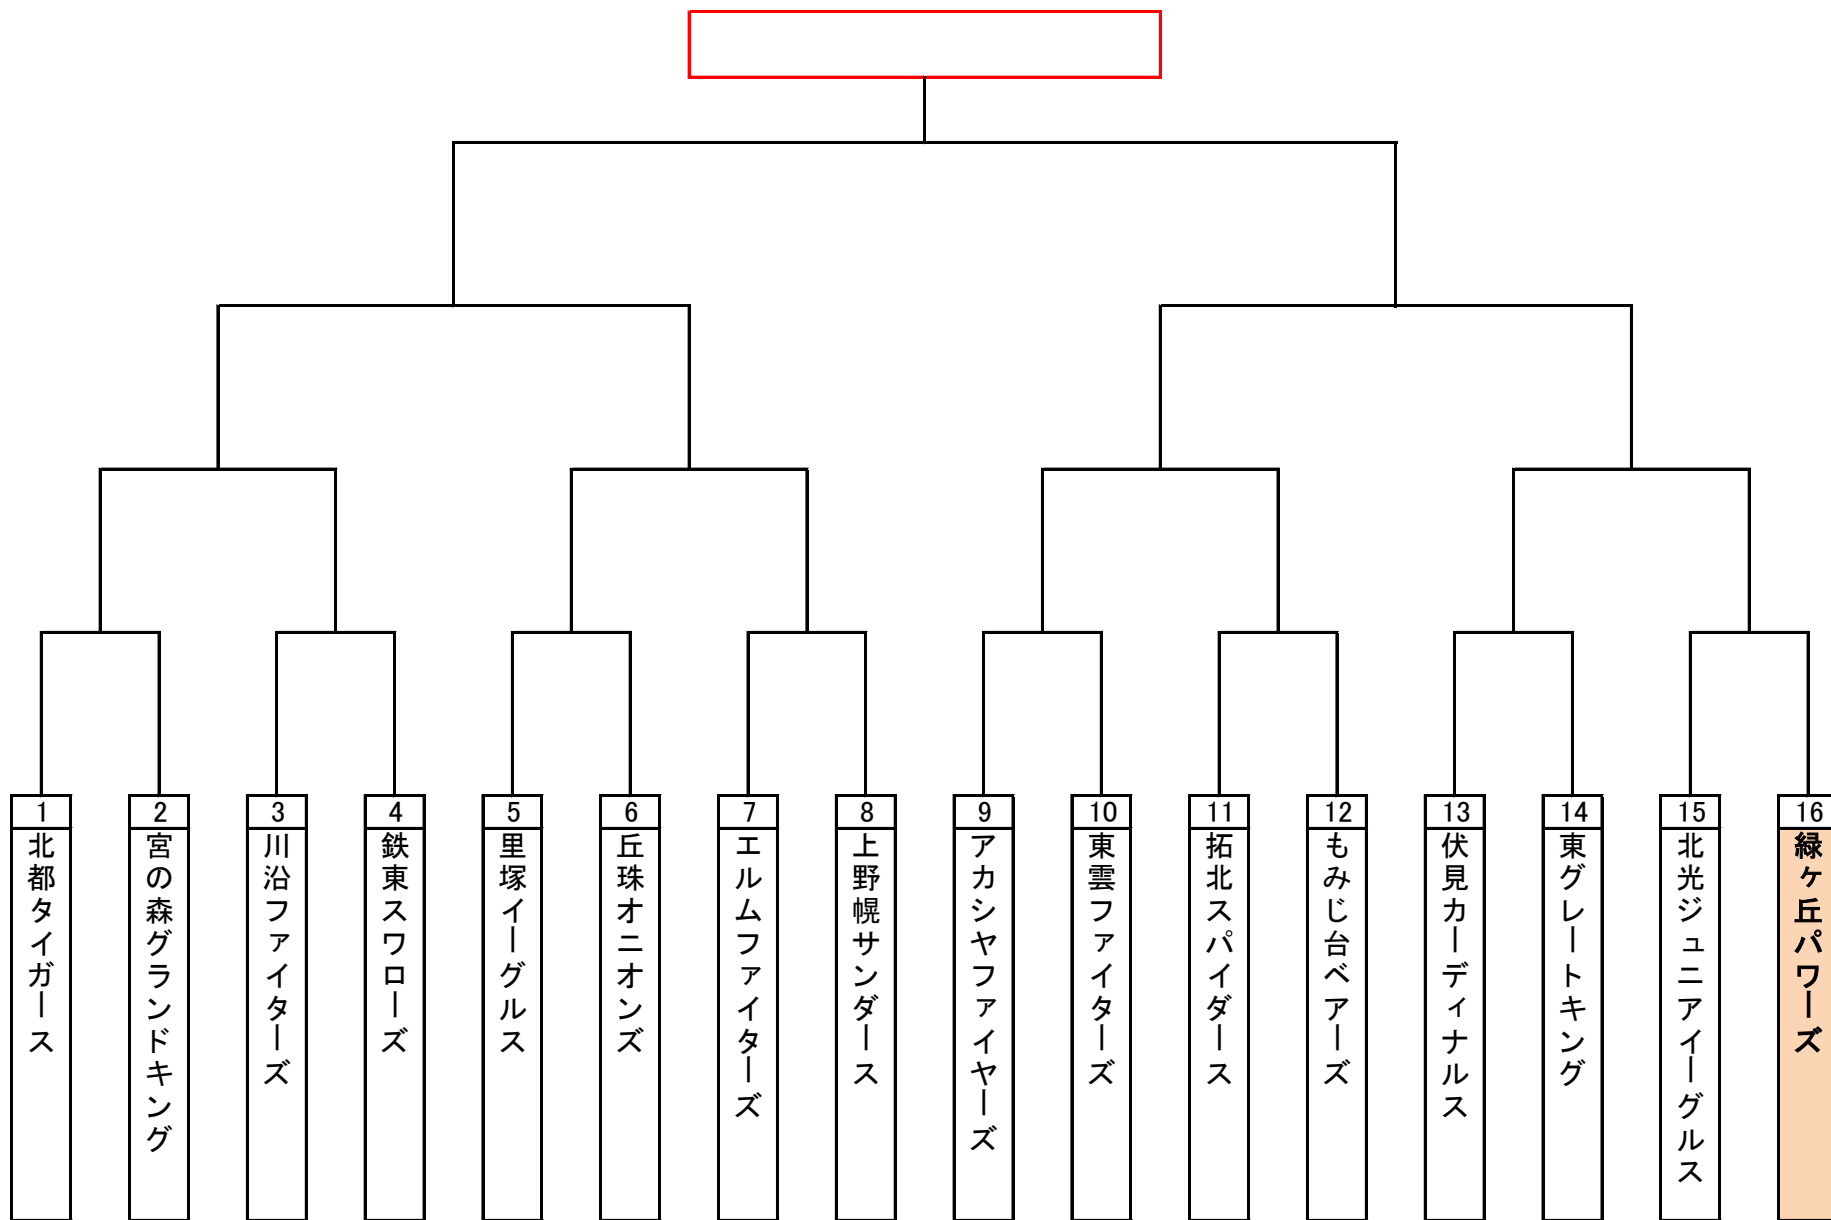 1
北都タイガース
2
宮の森グランドキング
3
川沿ファイターズ
4
鉄東スワローズ
5
里塚イーグルス
6
丘珠オニオンズ
7
エルムファイターズ
8
上野幌サンダース
9
アカシヤファイヤーズ
10
東雲ファイターズ
11
拓北スパイダース
12
もみじ台ベアーズ
13
伏見カーディナルス
14
東グレートキング
15
北光ジュニアイーグルス
16
緑ヶ丘パワーズ